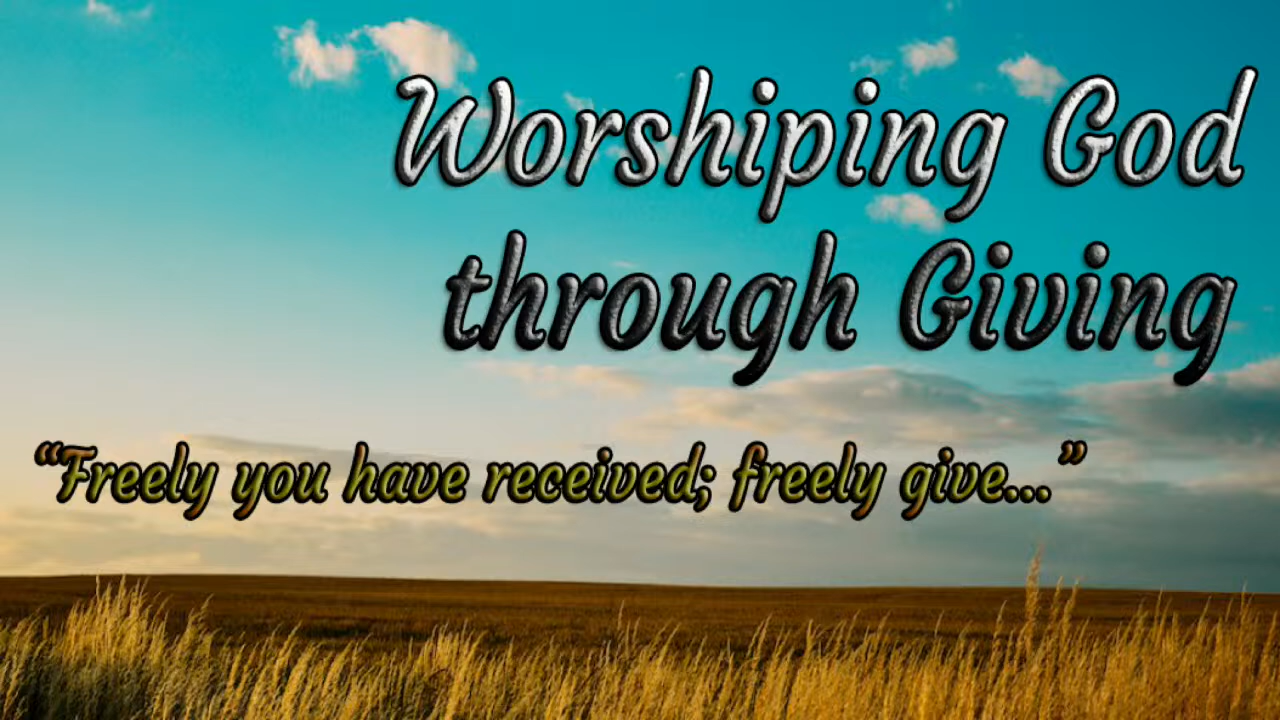 Worshiping God
through Giving
“Freely you have received; freely give...”